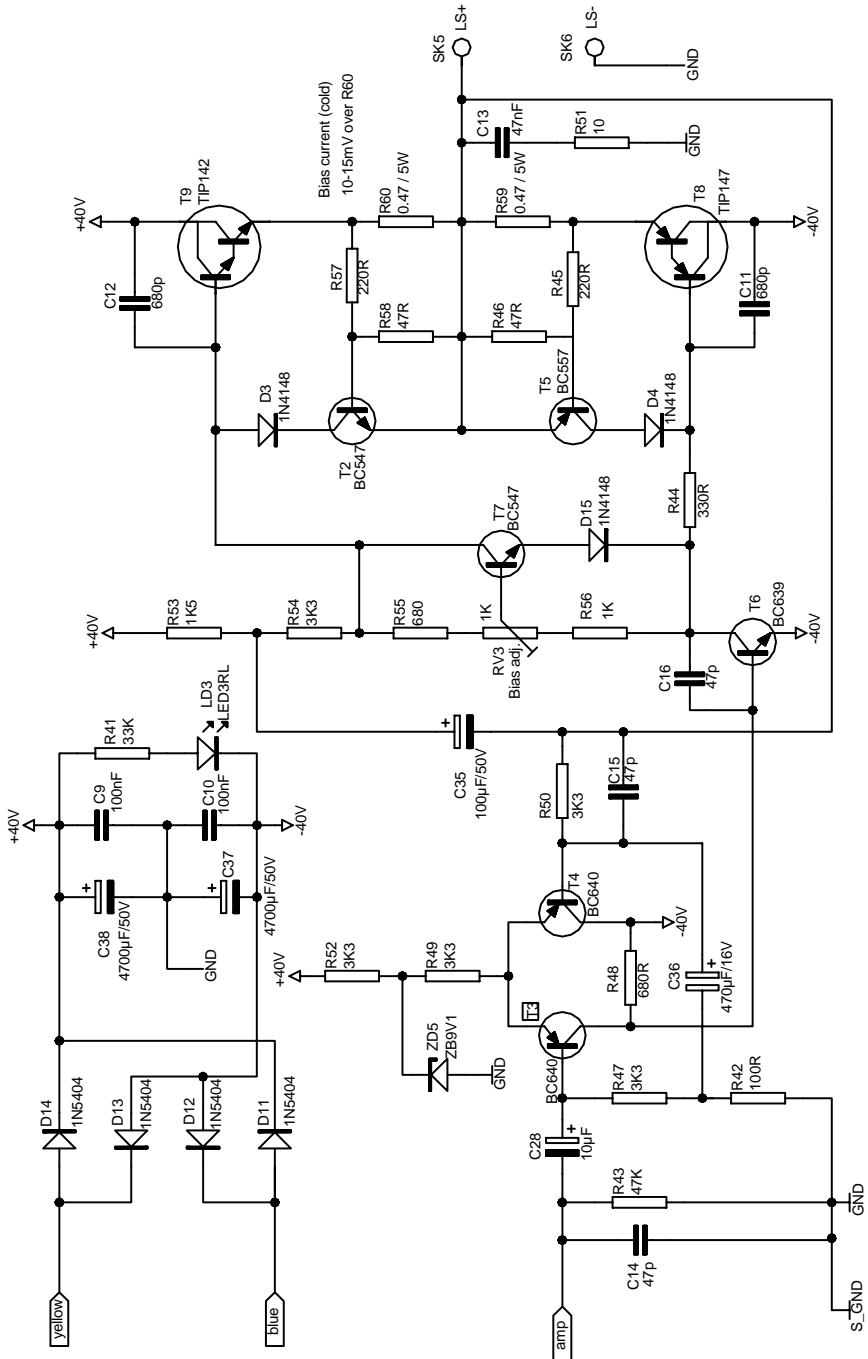 yellow
blue
D14
1N5404
D13
1N5404
D12
1N5404
D11
1N5404
C38
4700µF/50V
C37
4700µF/50V
GND
+40V
-40V
C9
100nF
C10
100nF
R41
33K
LD3
LED3RL
+40V
R53
1K5
R54
3K3
R55
680
1K
RV3
Bias adj.
R56
1K
T7
BC547
D15
1N4148
R44
330R
C16
47p
T6
BC639
-40V
C12
680p
+40V
T9
TIP142
D3
1N4148
T2
BC547
R57
220R
R58
47R
R46
47R
R45
220R
T5
BC557
D4
1N4148
Bias current (cold)
10-15mV over R60
R60
0.47 / 5W
R59
0.47 / 5W
T8
TIP147
C11
680p
-40V
C13
47nF
R51
10
GND
SK5
LS+
SK6
LS-
GND
amp
C14
47p
R43
47K
C28
10µF
+
S_GND
GND
R47
3K3
R42
100R
BC640
T3
T4
BC640
R48
680R
-40V
C36
470µF/16V
+
+40V
R52
3K3
R49
3K3
ZD5
ZB9V1
GND
C35
100µF/50V
+
R50
3K3
C15
47p
+
+